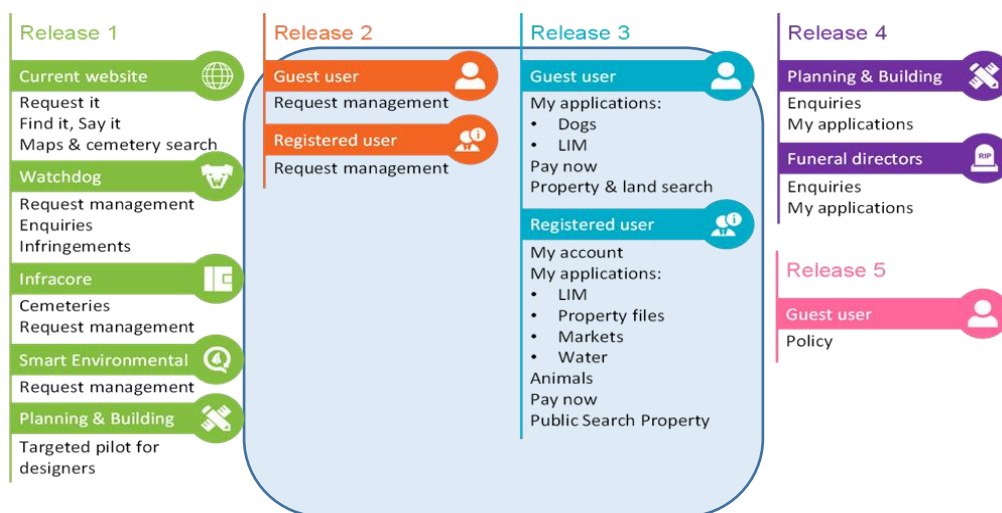 Release 1
Current website
Request it
Find it, Say it
Maps & cemetery search
Watchdog
Request management
Enquiries
Infringements
Infracore
Cemeteries
Request management
Smart Environmental
Request management
Planning & Building
Targeted pilot for
designers
Release 2
Guest user
Request management
Registered user
Request management
Release 3
Guest user
My applications:
• Dogs
• LIM
Pay now
Property & land search
Registered user
My account
My applications:
• LIM
• Property files
• Markets
• Water
Animals
Pay now
Public Search Property
Release 4
Planning & Building
Enquiries
My applications
Funeral directors
RIP
Enquiries
My applications
Release 5
Guest user
Policy